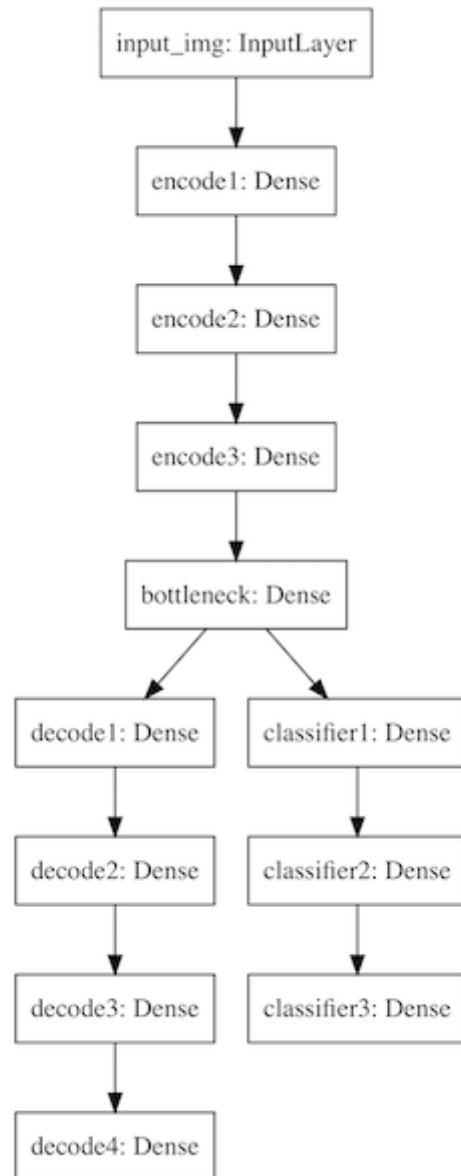 input_img: InputLayer
encode1: Dense
encode2: Dense
encode3: Dense
bottleneck: Dense
decode1: Dense
classifier1: Dense
decode2: Dense
classifier2: Dense
decode3: Dense
classifier3: Dense
decode4: Dense